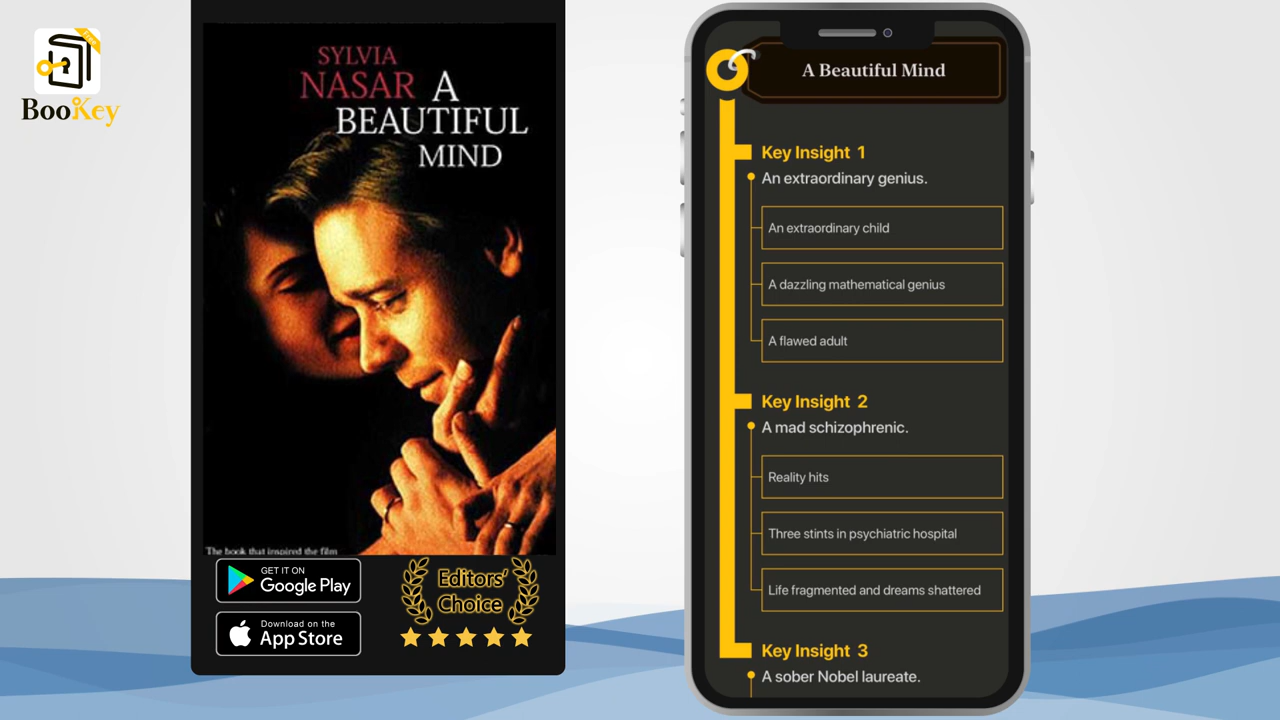 Free
BooKey
SYLVIA
NASAR A
BEAUTIFUL
MIND
The book that inspired the film
GET IT ON
Google Play
Download on the
App Store
Editors'
Choice
A Beautiful Mind
Key Insight 1
An extraordinary genius.
An extraordinary child
A dazzling mathematical genius
A flawed adult
Key Insight 2
A mad schizophrenic.
Reality hits
Three stints in psychiatric hospital
Life fragmented and dreams shattered
Key Insight 3
A sober Nobel laureate.